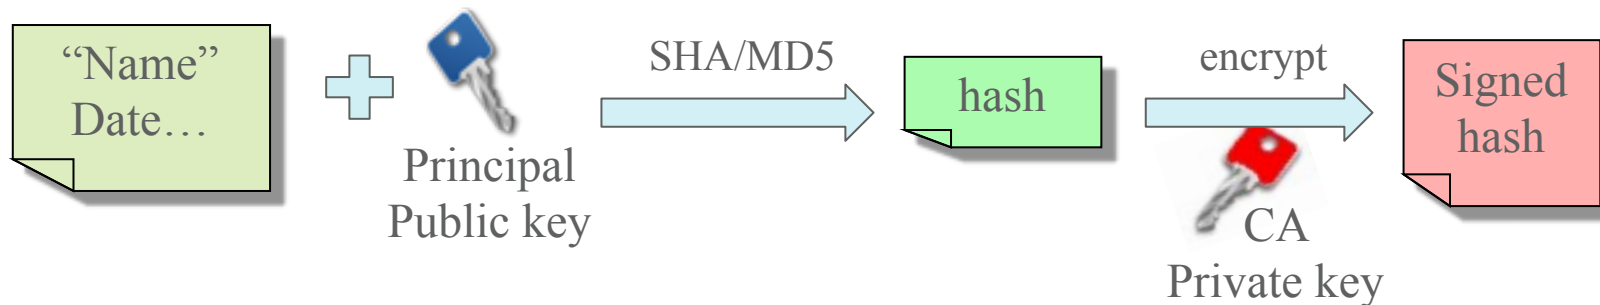 “Name”
Date…
Principal
Public key
SHA/MD5
hash
encrypt
CA
Private key
Signed
hash